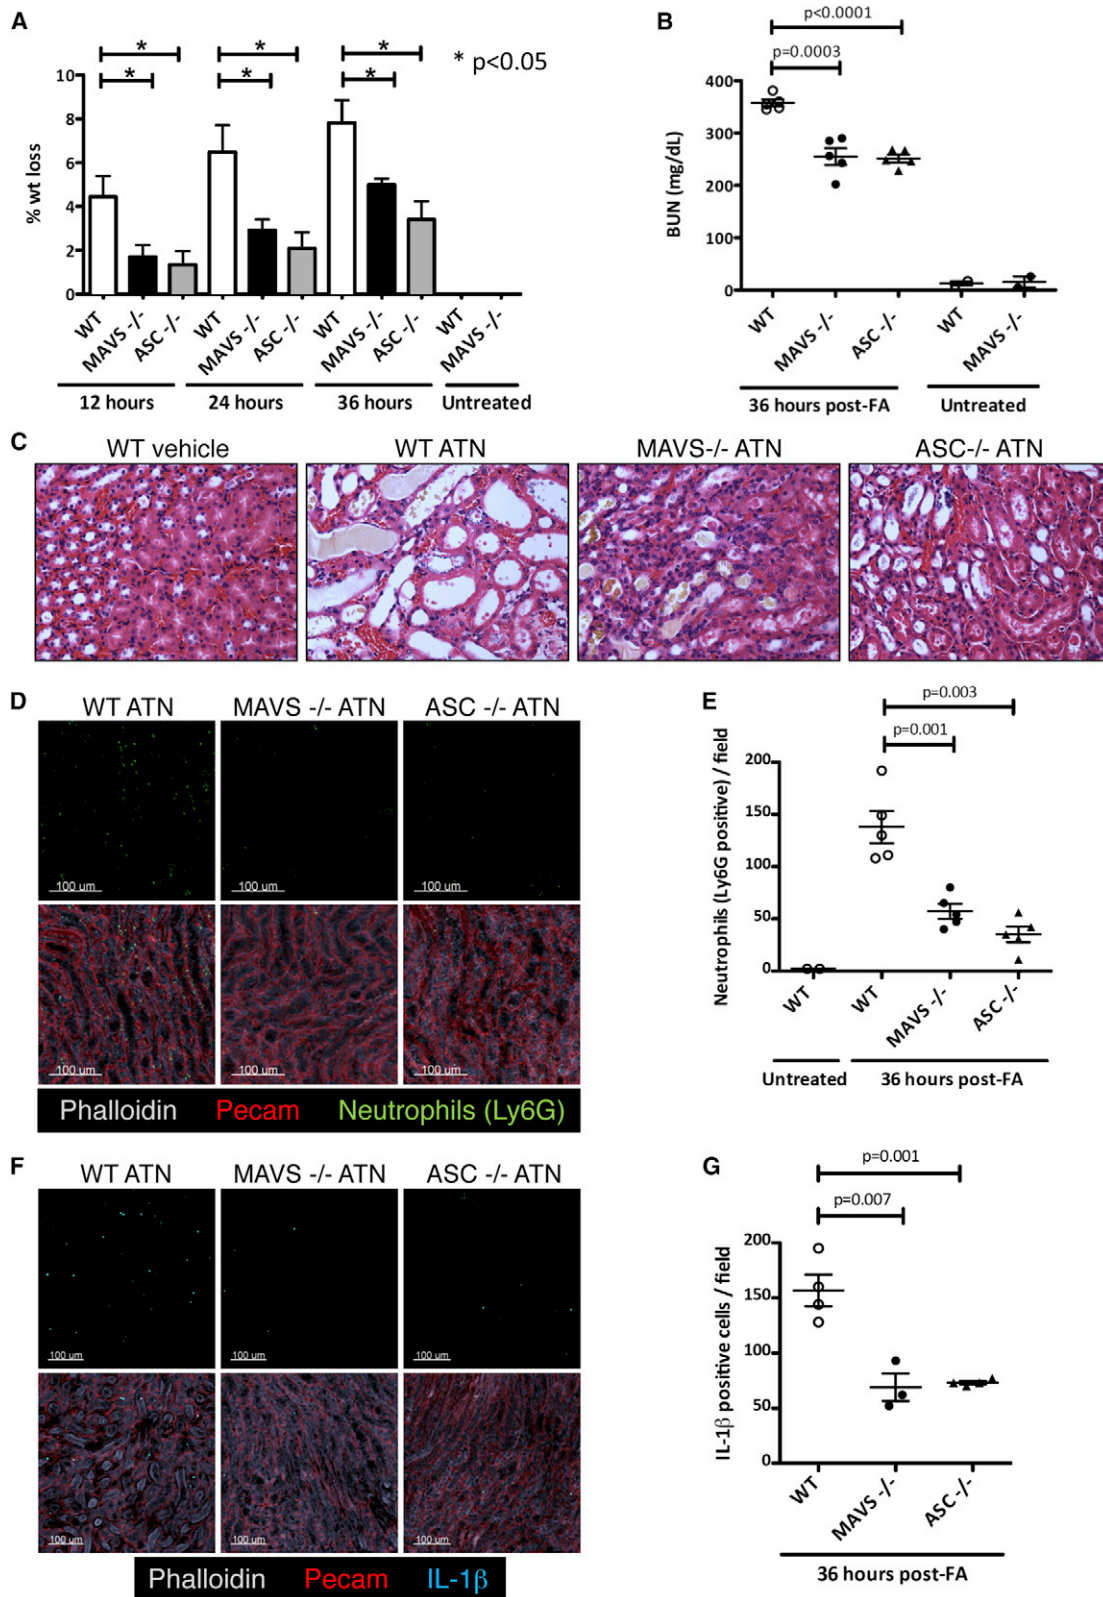 A
* p<0.05
* *
* *
* *
% wt loss
10
8
6
4
2
0
WT MAVS -/- ASC -/- WT MAVS -/- ASC -/- WT MAVS -/- ASC -/- WT MAVS -/-
12 hours 24 hours 36 hours Untreated
B
p<0.0001
p=0.0003
BUN (mg/dL)
400
300
200
100
0
WT MAVS -/- ASC -/- WT MAVS -/-
36 hours post-FA Untreated
C
WT vehicle WT ATN MAVS-/- ATN ASC-/- ATN
D
WT ATN MAVS -/- ATN ASC -/- ATN
100 um 100 um 100 um
100 um 100 um 100 um
Phalloidin Pecam Neutrophils (Ly6G)
E
p=0.003
p=0.001
Neutrophils (Ly6G positive) / field
200
150
100
50
0
WT WT MAVS -/- ASC -/-
Untreated 36 hours post-FA
F
WT ATN MAVS -/- ATN ASC -/- ATN
100 um 100 um 100 um
100 um 100 um 100 um
Phalloidin Pecam IL-1β
G
p=0.001
p=0.007
IL-1β positive cells / field
200
150
100
50
0
WT MAVS -/- ASC -/-
36 hours post-FA